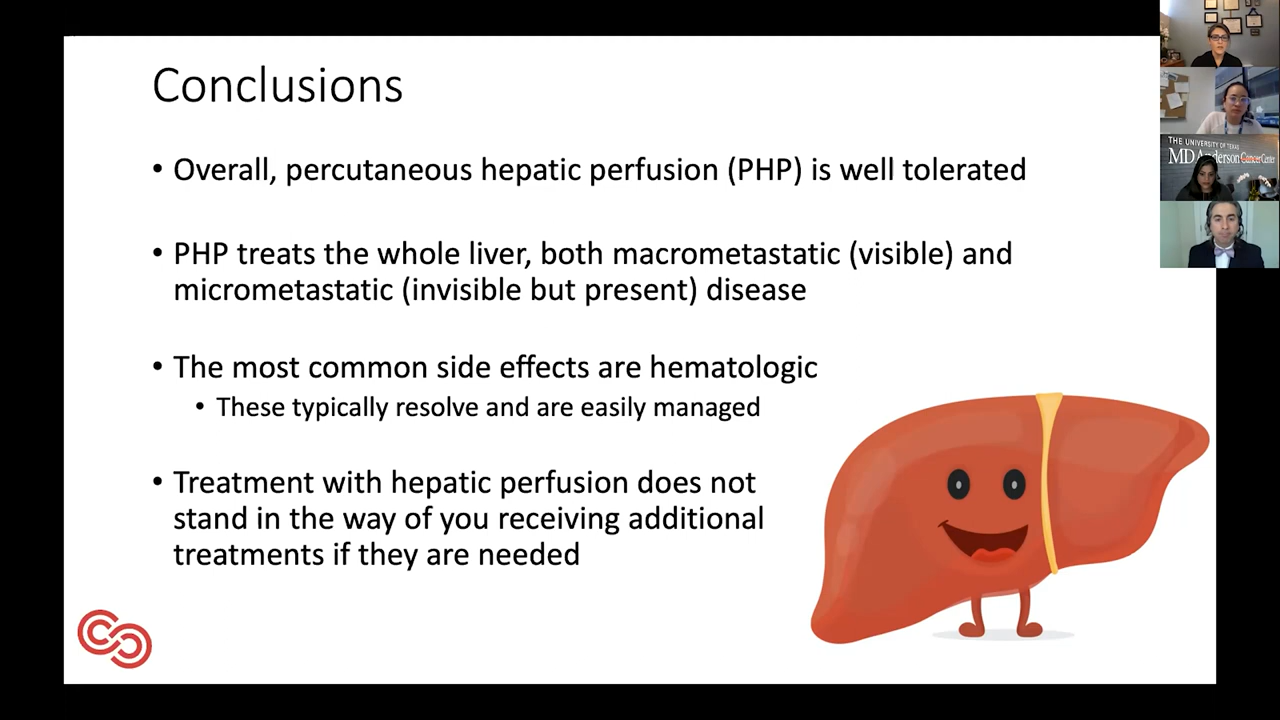 Conclusions
• Overall, percutaneous hepatic perfusion (PHP) is well tolerated
• PHP treats the whole liver, both macrometastatic (visible) and
micrometastatic (invisible but present) disease
• The most common side effects are hematologic
• These typically resolve and are easily managed
• Treatment with hepatic perfusion does not
stand in the way of you receiving additional
treatments if they are needed
THE UNIVERSITY OF TEXAS
MD Anderson Cancer Center